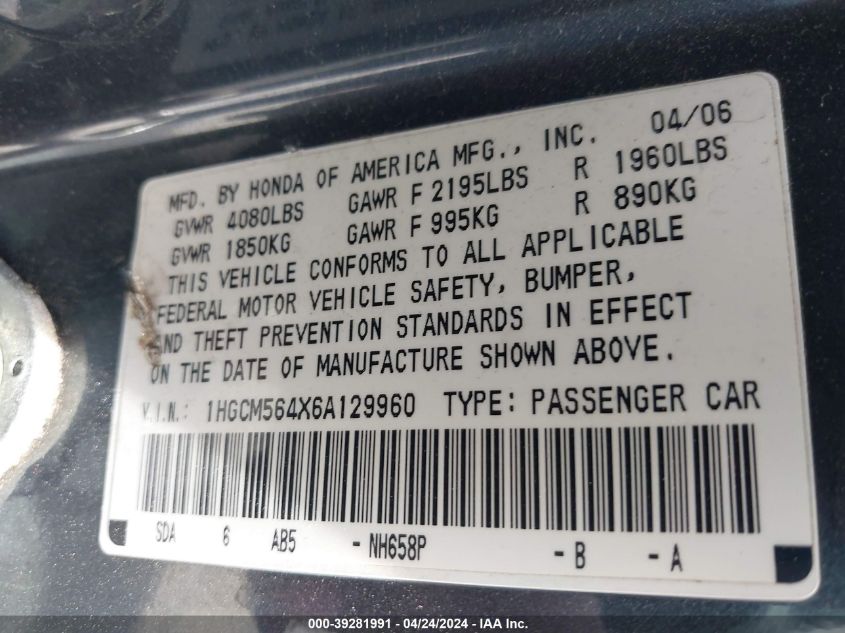 MFD. BY HONDA OF AMERICA MFG., INC. 04/06
GVWR 4080LBS GAWR F 2195LBS R 1960LBS
GVWR 1850KG GAWR F 995KG R 890KG
THIS VEHICLE CONFORMS TO ALL APPLICABLE
FEDERAL MOTOR VEHICLE SAFETY, BUMPER,
AND THEFT PREVENTION STANDARDS IN EFFECT
ON THE DATE OF MANUFACTURE SHOWN ABOVE.
V.I.N.: 1HGCM564X6A129960 TYPE: PASSENGER CAR
SDA 6 AB5 - NH658P - B - A
000-39281991 - 04/24/2024 - IAA Inc.